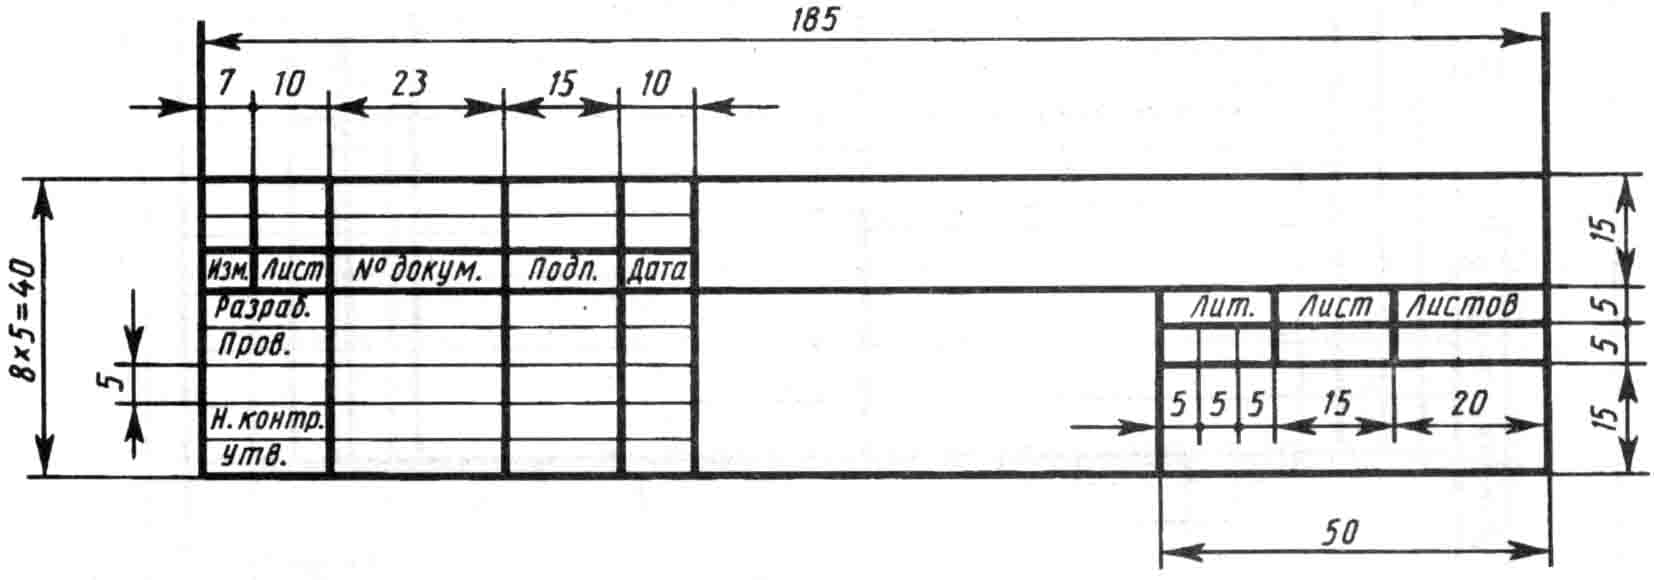 185
7 10 23 15 10
15
Изм. Лист № докум. Подп. Дата
8×5=40
Разраб. Лит. Лист Листов 5
Пров. 5
5
5 5 5 15 20 15
Н. контр.
Утв.
50